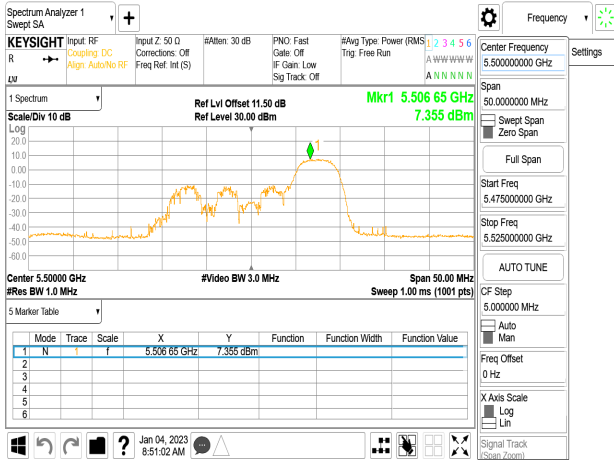 Spectrum Analyzer 1
Swept SA
Frequency
Settings
KEYSIGHT
R
LXI
Input: RF
Coupling: DC
Align: Auto/No RF
Input Z: 50 Ω
Corrections: Off
Freq Ref: Int (S)
#Atten: 30 dB
PNO: Fast
Gate: Off
IF Gain: Low
Sig Track: Off
#Avg Type: Power (RMS
Trig: Free Run
1 2 3 4 5 6
A W W W W W
A N N N N N
1 Spectrum
Scale/Div 10 dB
Ref Lvl Offset 11.50 dB
Ref Level 30.00 dBm
Mkr1 5.506 65 GHz
7.355 dBm
Log
20.0
10.0
0.00
-10.0
-20.0
-30.0
-40.0
-50.0
-60.0
1
Center 5.50000 GHz
#Res BW 1.0 MHz
#Video BW 3.0 MHz
Span 50.00 MHz
Sweep 1.00 ms (1001 pts)
5 Marker Table
Mode Trace Scale X Y Function Function Width Function Value
1 N 1 f 5.506 65 GHz 7.355 dBm
2
3
4
5
6
Jan 04, 2023
8:51:02 AM
Center Frequency
5.500000000 GHz
Span
50.0000000 MHz
Swept Span
Zero Span
Full Span
Start Freq
5.475000000 GHz
Stop Freq
5.525000000 GHz
AUTO TUNE
CF Step
5.000000 MHz
Auto
Man
Freq Offset
0 Hz
X Axis Scale
Log
Lin
Signal Track
(Span Zoom)